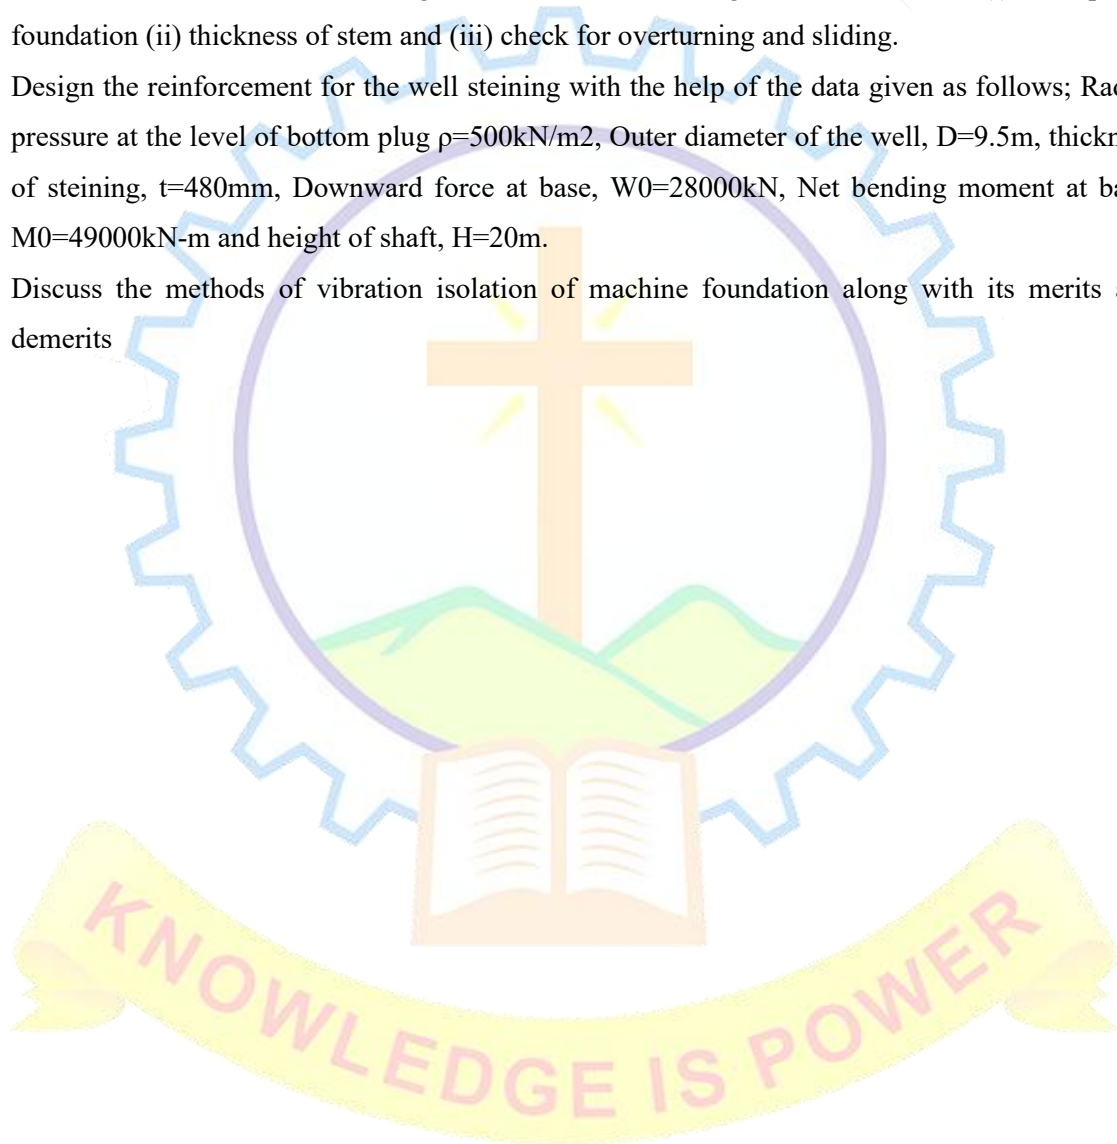 foundation (ii) thickness of stem and (iii) check for overturning and sliding.
Design the reinforcement for the well steining with the help of the data given as follows;
pressure at the level of bottom plug ρ=500kN/m2, Outer diameter of the well, D=9.5m,
of steining, t=480mm, Downward force at base, W0=28000kN, Net bending moment at
M0=49000kN-m and height of shaft, H=20m.
Discuss the methods of vibration isolation of machine foundation along with its merits
demerits
KNOWLEDGE IS POWER